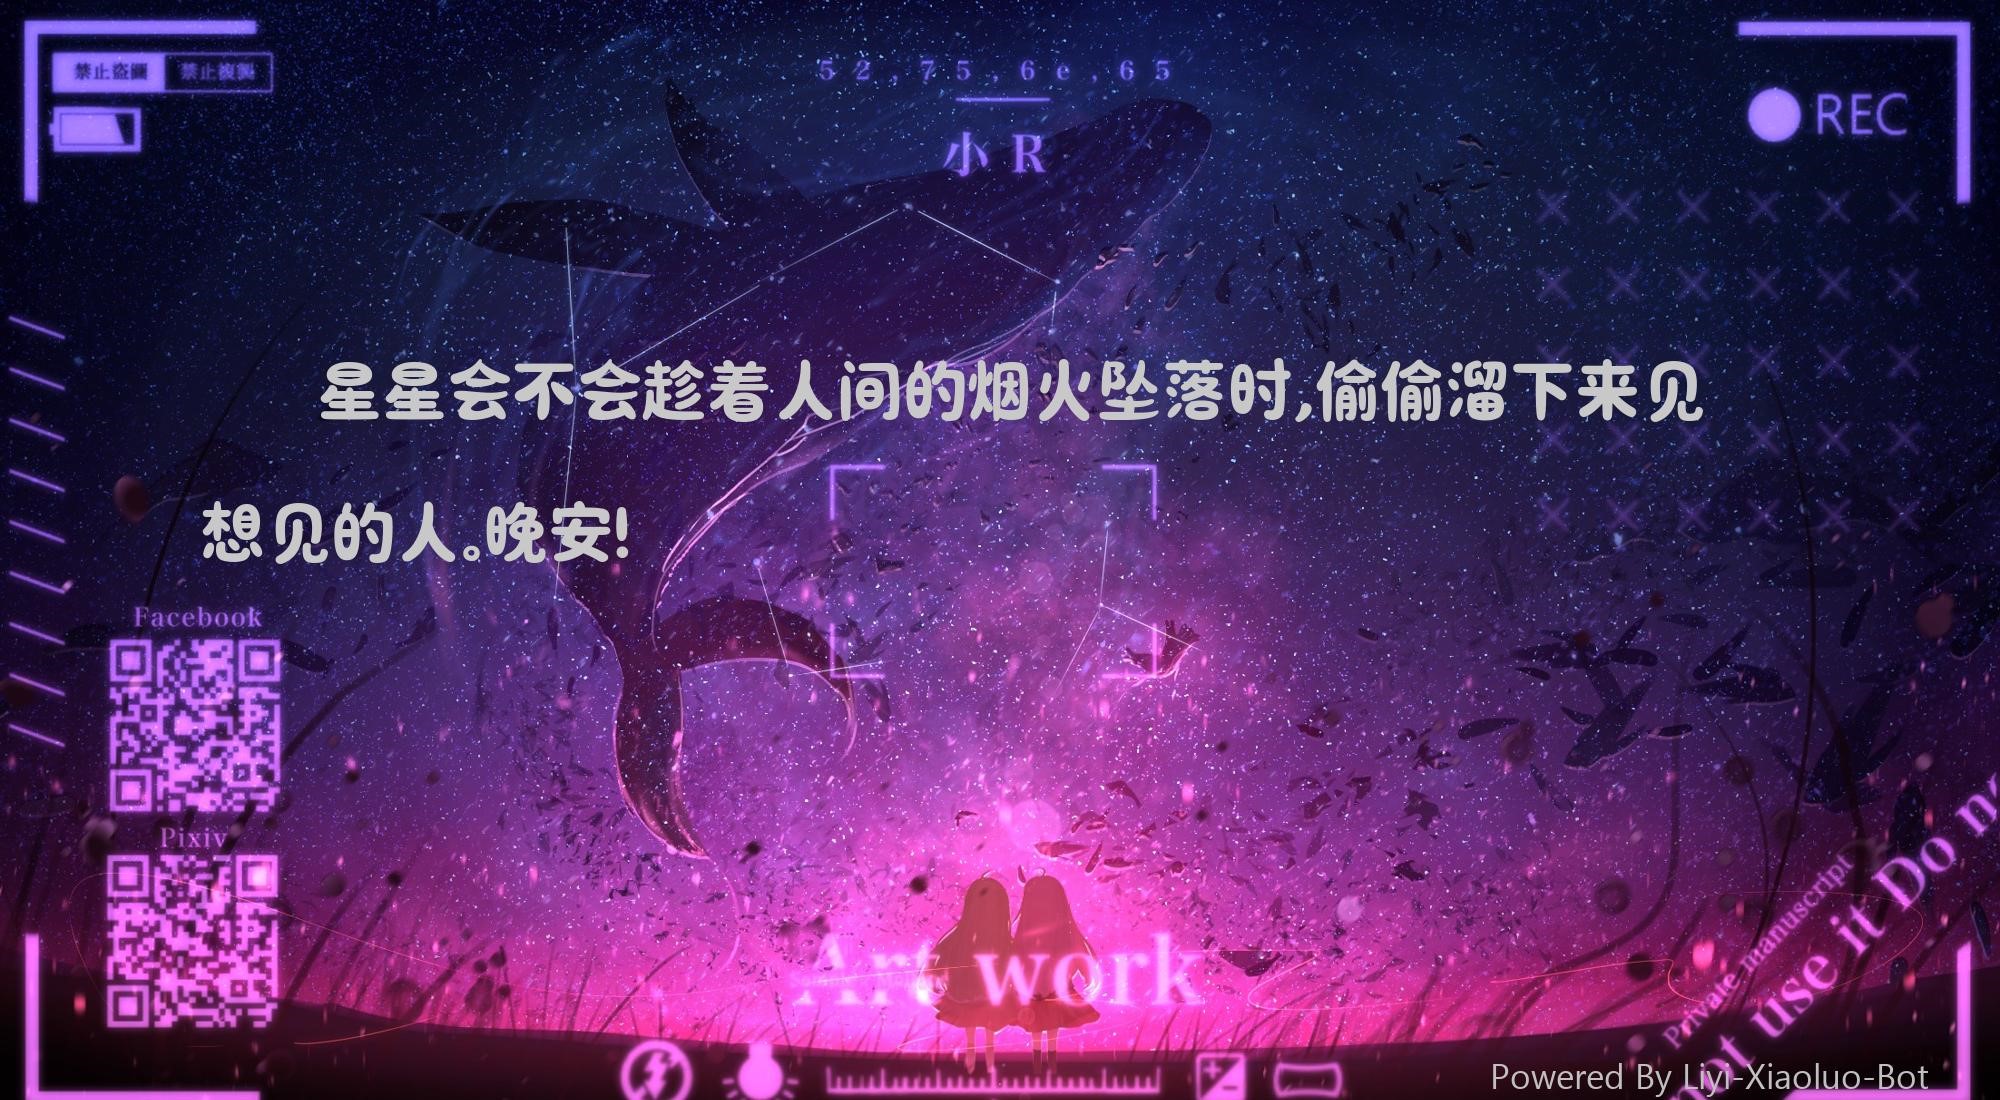 禁止盜圖 禁止複製
52,75,6e,65
小 R
REC
星星会不会趁着人间的烟火坠落时,偷偷溜下来见
想见的人。晚安!
Facebook
Pixiv
Art work
Private manuscript
not use it Do n
Powered By Liyi-Xiaoluo-Bot